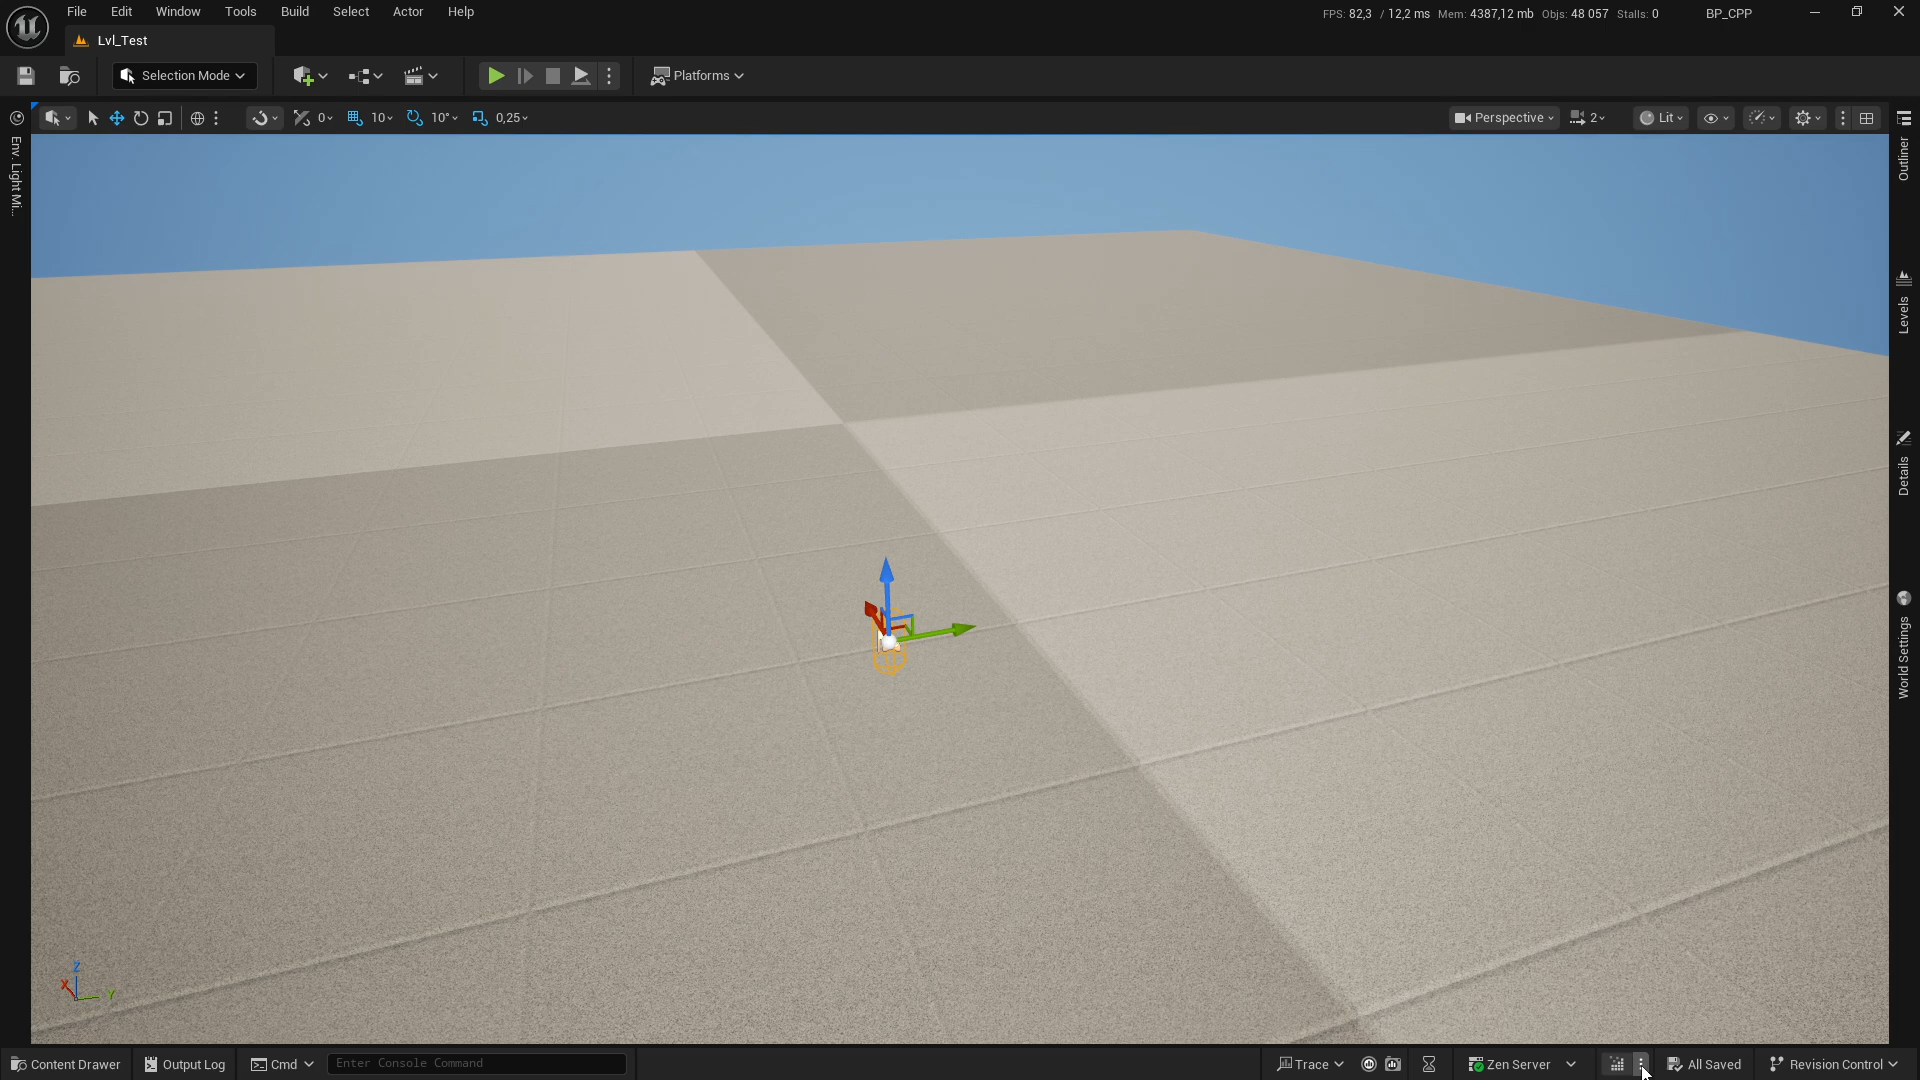 File Edit Window Tools Build Select Actor Help
FPS: 82,3 / 12,2 ms Mem: 4387,12 mb Objs: 48 057 Stalls: 0
BP_CPP
Lvl_Test
Selection Mode
Platforms
0 10 10° 0,25
Perspective 2 Lit
Env. Light Mi...
Outliner
Levels
Details
World Settings
Z
X Y
Content Drawer Output Log Cmd Enter Console Command
Trace Zen Server All Saved Revision Control